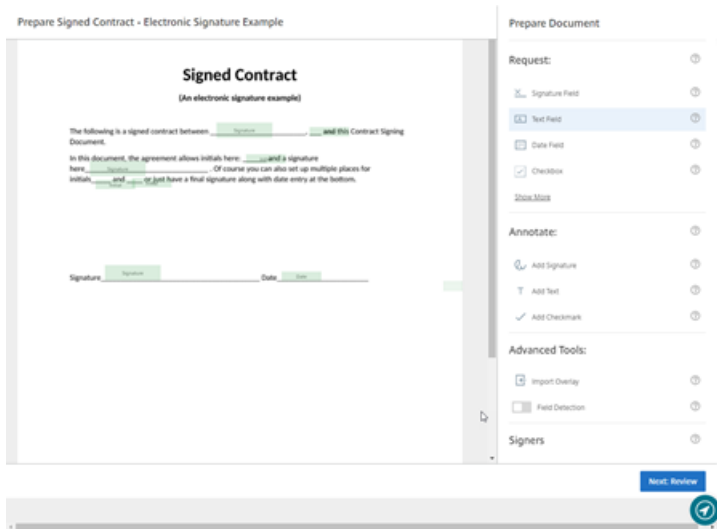 Prepare Signed Contract - Electronic Signature Example
Signed Contract
(An electronic signature example)
The following is a signed contract between Signature , and this Contract Signing
Document.
In this document, the agreement allows initials here: and a signature
here Signature . Of course you can also set up multiple places for
initials and or just have a final signature along with date entry at the bottom.
Initial
Signature Signature Date Date
Prepare Document
Request:
Signature Field
Text Field
Date Field
Checkbox
Show More
Annotate:
Add Signature
T Add Text
Add Checkmark
Advanced Tools:
Import Overlay
Field Detection
Signers
Next: Review